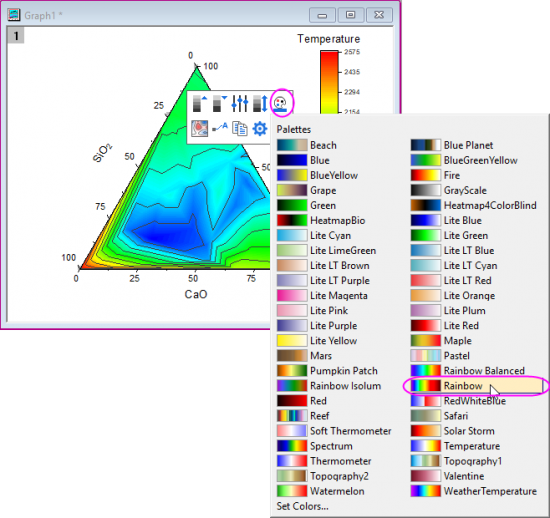 Graph1 *
1
Temperature
2575
2435
2294
2154
0
100
25
75
SiO2
50
50
75
100
0
25
50
75
CaO
Palettes
Beach
Blue Planet
Blue
BlueGreenYellow
BlueYellow
Fire
Grape
GrayScale
Green
Heatmap4ColorBlind
HeatmapBio
Lite Blue
Lite Cyan
Lite Green
Lite LimeGreen
Lite LT Blue
Lite LT Brown
Lite LT Cyan
Lite LT Purple
Lite LT Red
Lite Magenta
Lite Orange
Lite Pink
Lite Plum
Lite Purple
Lite Red
Lite Yellow
Maple
Mars
Pastel
Pumpkin Patch
Rainbow Balanced
Rainbow Isolum
Rainbow
Red
RedWhiteBlue
Reef
Safari
Soft Thermometer
Solar Storm
Spectrum
Temperature
Thermometer
Topography1
Topography2
Valentine
Watermelon
WeatherTemperature
Set Colors...